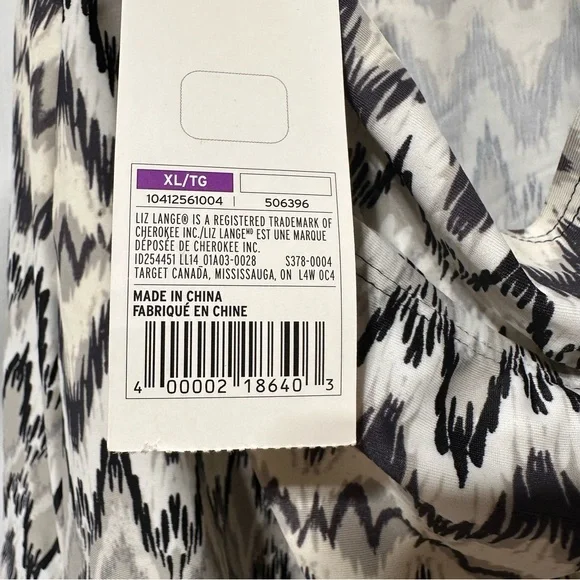 XL/TG
10412561004 506396
LIZ LANGE® IS A REGISTERED TRADEMARK OF
CHEROKEE INC./LIZ LANGEᴹᴰ EST UNE MARQUE
DÉPOSÉE DE CHEROKEE INC.
ID254451 LL14_01A03-0028 S378-0004
TARGET CANADA, MISSISSAUGA, ON L4W 0C4
MADE IN CHINA
FABRIQUÉ EN CHINE
4 00002 18640 3